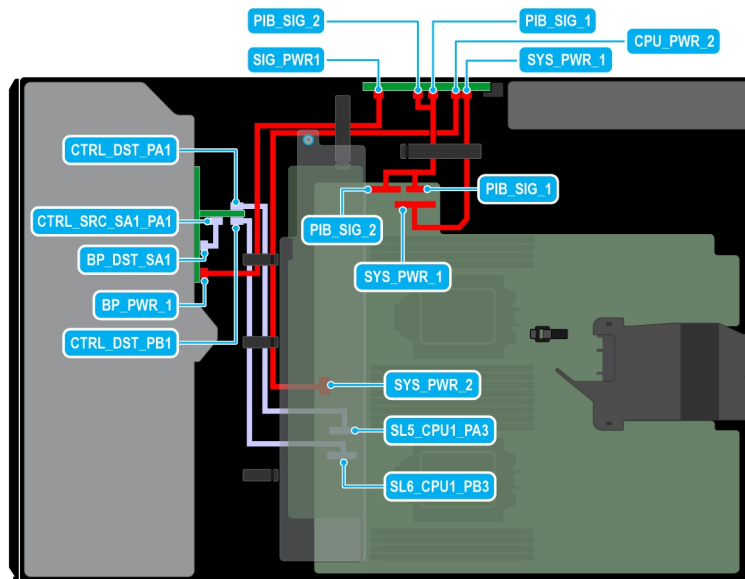 PIB_SIG_2
PIB_SIG_1
CPU_PWR_2
SIG_PWR1
SYS_PWR_1
CTRL_DST_PA1
PIB_SIG_1
CTRL_SRC_SA1_PA1
PIB_SIG_2
BP_DST_SA1
SYS_PWR_1
BP_PWR_1
CTRL_DST_PB1
SYS_PWR_2
SL5_CPU1_PA3
SL6_CPU1_PB3